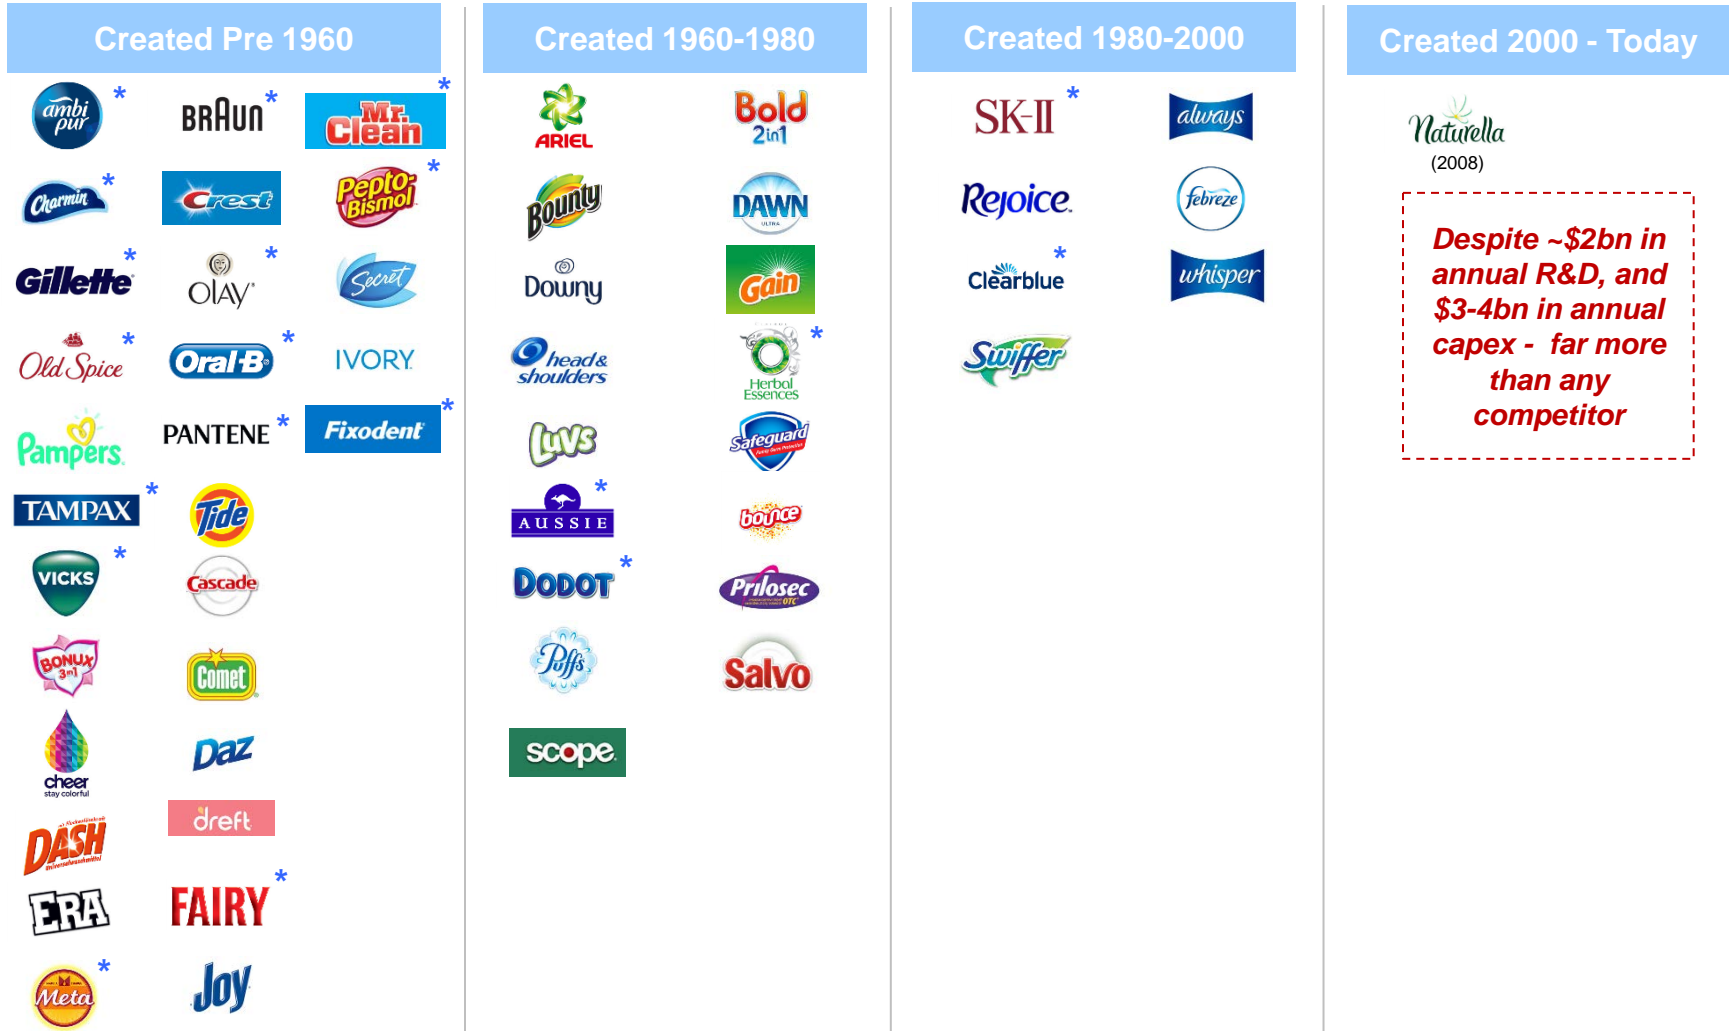 Created Pre 1960
ambi
pur
*
BRAUN
*
Mr.
Clean
*
Charmin
*
Crest
Pepto-
Bismol
*
Gillette
*
OLAY
*
Secret
Old Spice
*
Oral-B
*
IVORY
Pampers
PANTENE
*
Fixodent
*
TAMPAX
*
Tide
VICKS
*
Cascade
BONUX
3in1
Comet
cheer
stay colorful
Daz
DASH
dreft
ERA
FAIRY
*
Meta
*
Joy
Created 1960-1980
ARIEL
Bold
2in1
Bounty
DAWN
ULTRA
Downy
Gain
head &
shoulders
Herbal
Essences
*
Luvs
Safeguard
AUSSIE
*
bounce
DODOT
*
Prilosec
OTC
Puffs
Salvo
scope
Created 1980-2000
SK-II
*
always
Rejoice
febreze
Clearblue
*
whisper
Swiffer
Created 2000 - Today
Naturella
(2008)
Despite ~$2bn in
annual R&D, and
$3-4bn in annual
capex - far more
than any
competitor